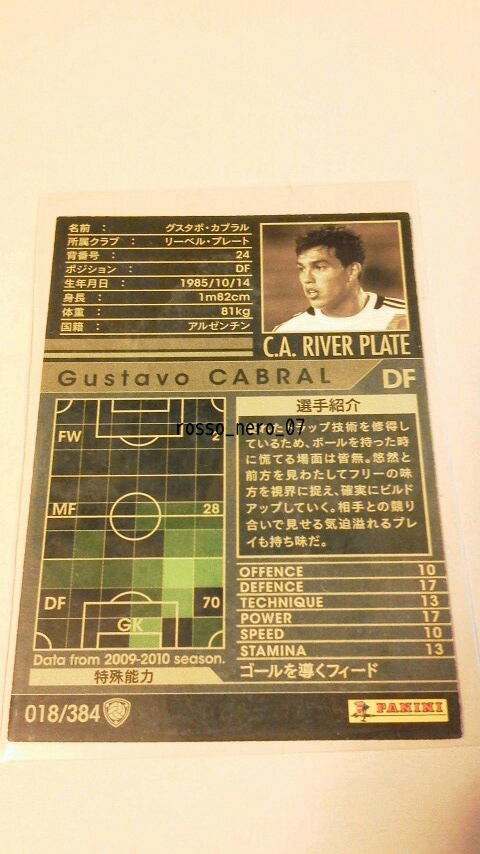 名前 : グスタボ・カブラル
所属クラブ : リーベル・プレート
背番号 : 24
ポジション : DF
生年月日 : 1985/10/14
身長 : 1m82cm
体重 : 81kg
国籍 : アルゼンチン
C.A. RIVER PLATE
Gustavo CABRAL DF
FW 2
MF 28
DF 70
GK
Data from 2009-2010 season.
特殊能力
選手紹介
rosso_nero_07
たアップ技術を修得し
ているため、ボールを持った時
に慌てる場面は皆無。悠然と
前方を見わたしてフリーの味
方を視界に捉え、確実にビルド
アップしていく。相手との競り
合いで見せる気迫溢れるプレ
イも持ち味だ。
OFFENCE 10
DEFENCE 17
TECHNIQUE 13
POWER 17
SPEED 10
STAMINA 13
ゴールを導くフィード
018/384
PANINI